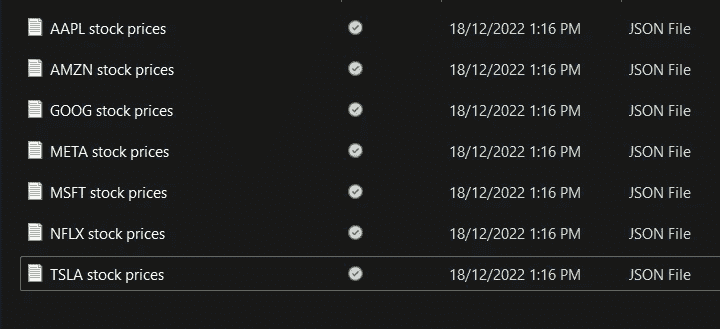 AAPL stock prices 18/12/2022 1:16 PM JSON File
AMZN stock prices 18/12/2022 1:16 PM JSON File
GOOG stock prices 18/12/2022 1:16 PM JSON File
META stock prices 18/12/2022 1:16 PM JSON File
MSFT stock prices 18/12/2022 1:16 PM JSON File
NFLX stock prices 18/12/2022 1:16 PM JSON File
TSLA stock prices 18/12/2022 1:16 PM JSON File